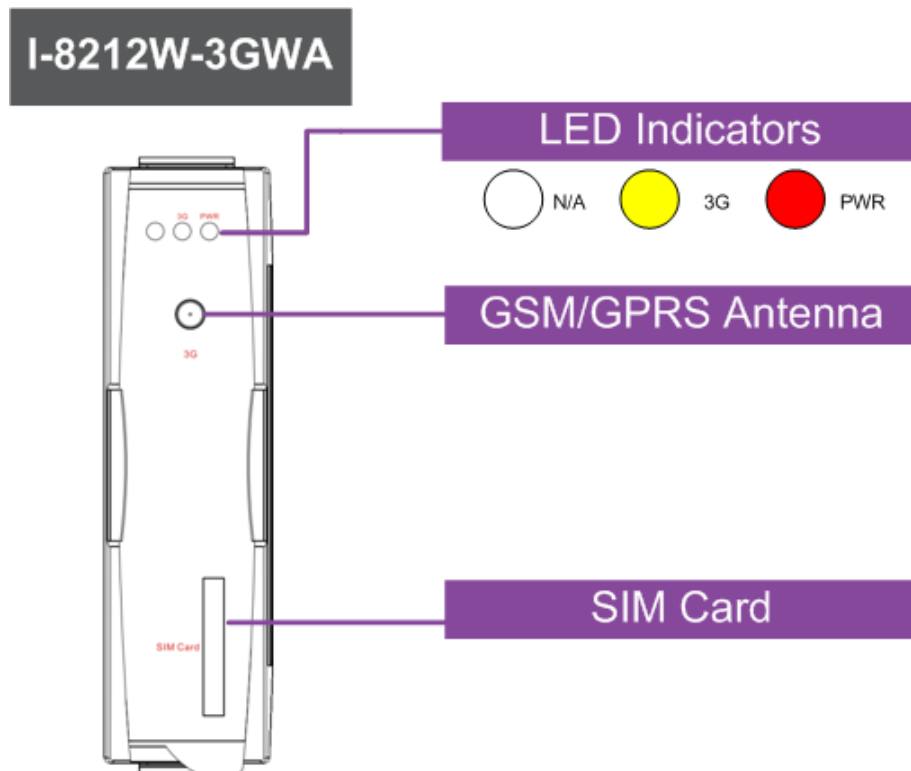 I-8212W-3GWA
LED Indicators
N/A 3G PWR
3G PWR
GSM/GPRS Antenna
3G
SIM Card
SIM Card